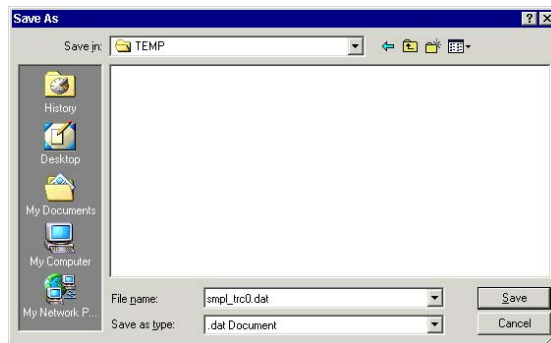 Save As
Save in: TEMP
History
Desktop
My Documents
My Computer
My Network P...
File name: smpl_trc0.dat Save
Save as type: .dat Document Cancel